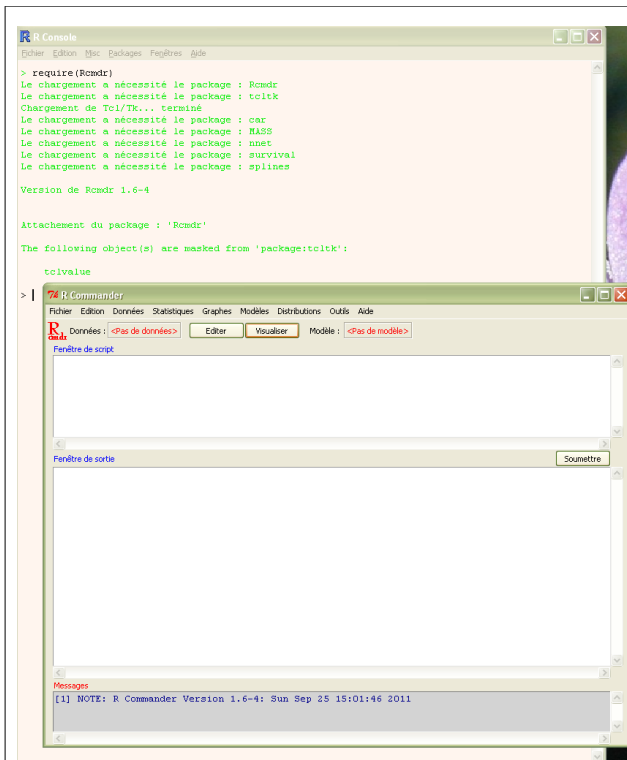 R Console
Fichier Edition Misc Packages Fenêtres Aide
> require(Rcmdr)
Le chargement a nécessité le package : Rcmdr
Le chargement a nécessité le package : tcltk
Chargement de Tcl/Tk... terminé
Le chargement a nécessité le package : car
Le chargement a nécessité le package : MASS
Le chargement a nécessité le package : nnet
Le chargement a nécessité le package : survival
Le chargement a nécessité le package : splines
Version de Rcmdr 1.6-4
Attachement du package : 'Rcmdr'
The following object(s) are masked from 'package:tcltk':
tclvalue
>
R Commander
Fichier Edition Données Statistiques Graphes Modèles Distributions Outils Aide
R cmdr Données : <Pas de données> Editer Visualiser Modèle : <Pas de modèle>
Fenêtre de script
Fenêtre de sortie Soumettre
Messages
[1] NOTE: R Commander Version 1.6-4: Sun Sep 25 15:01:46 2011